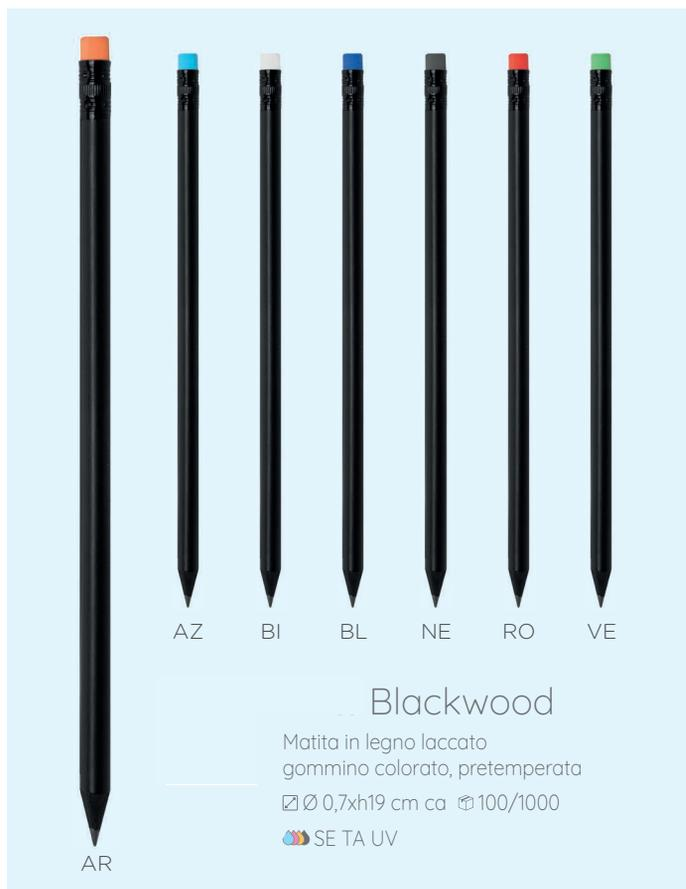 AZ BI BL NE RO VE
Blackwood
Matita in legno laccato
gommino colorato, pretemperata
Ø 0,7xh19 cm ca 100/1000
SE TA UV
AR